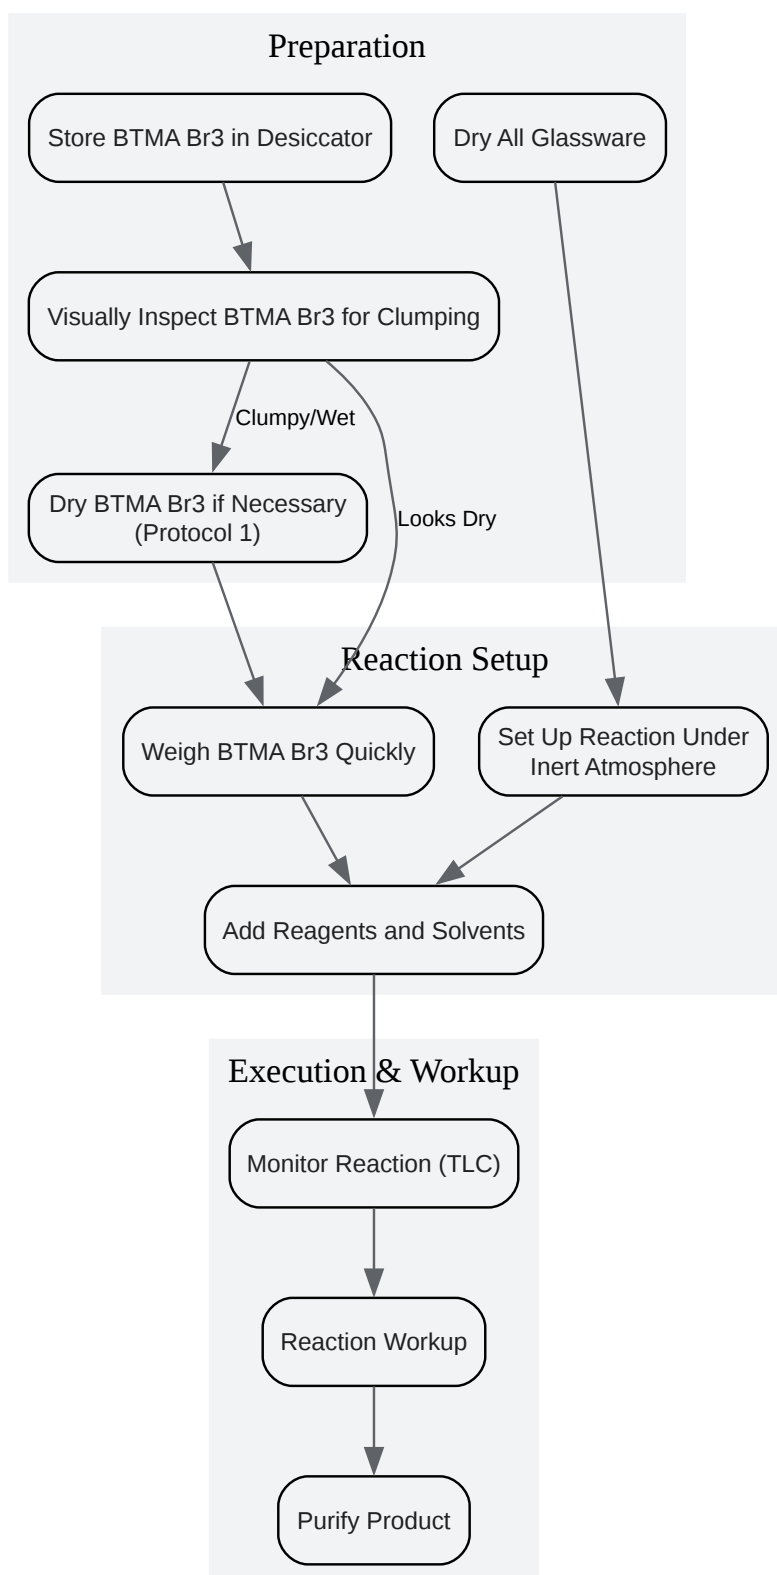 Preparation
Store BTMA Br3 in Desiccator
Dry All Glassware
Visually Inspect BTMA Br3 for Clumping
Clumpy/Wet
Dry BTMA Br3 if Necessary
(Protocol 1)
Looks Dry
Reaction Setup
Weigh BTMA Br3 Quickly
Set Up Reaction Under
Inert Atmosphere
Add Reagents and Solvents
Execution & Workup
Monitor Reaction (TLC)
Reaction Workup
Purify Product